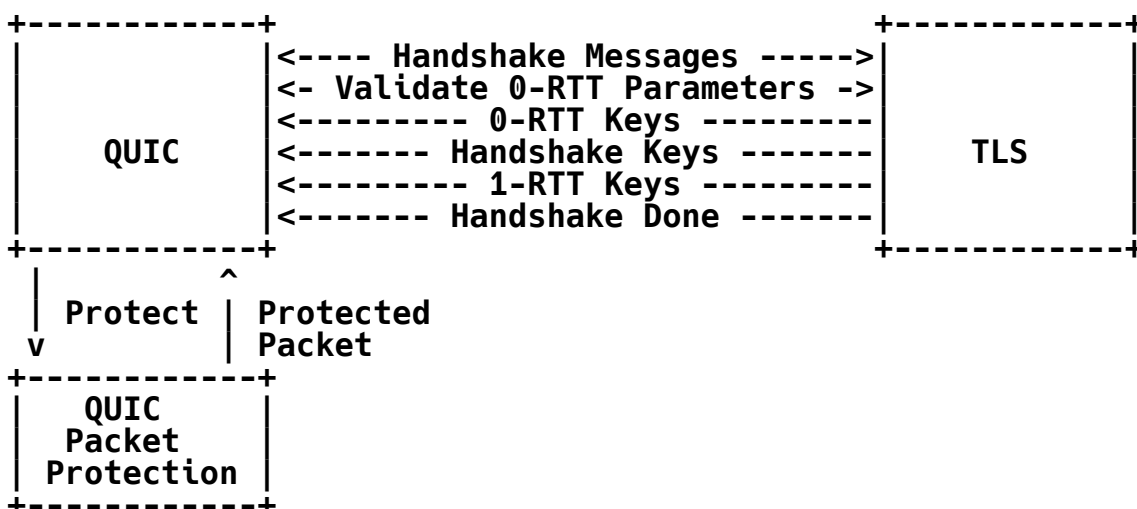 +------------+                               +------------+
|            |<---- Handshake Messages ----->|            |
|            |<- Validate 0-RTT Parameters ->|            |
|            |<--------- 0-RTT Keys ---------|            |
|    QUIC    |<------- Handshake Keys -------|    TLS     |
|            |<--------- 1-RTT Keys ---------|            |
|            |<------- Handshake Done -------|            |
+------------+                               +------------+
 |         ^
 | Protect | Protected
 v         | Packet
+------------+
|   QUIC     |
|  Packet    |
| Protection |
+------------+